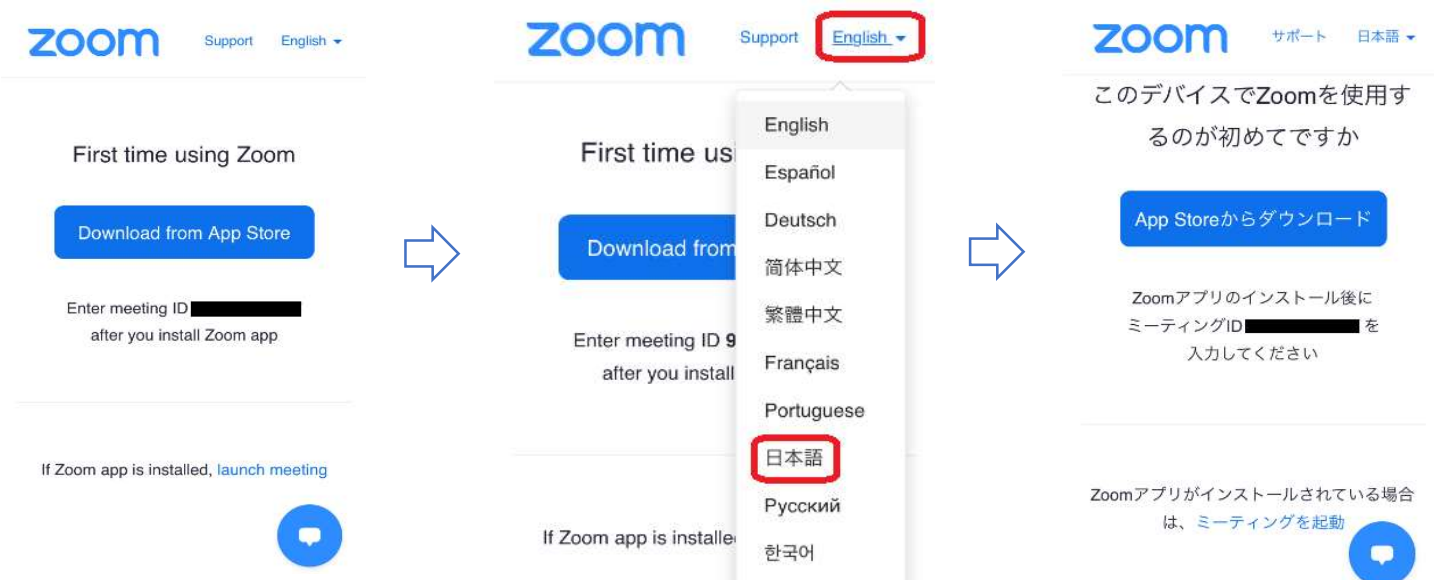 zoom
Support English
First time using Zoom
Download from App Store
Enter meeting ID
after you install Zoom app
If Zoom app is installed, launch meeting
zoom
Support English
First time us
Download from
Enter meeting ID 9
after you install
If Zoom app is installe
English
Español
Deutsch
简体中文
繁體中文
Français
Portuguese
日本語
Русский
한국어
zoom
サポート 日本語
このデバイスでZoomを使用す
るのが初めてですか
App Storeからダウンロード
Zoomアプリのインストール後に
ミーティングID を
入力してください
Zoomアプリがインストールされている場合
は、ミーティングを起動